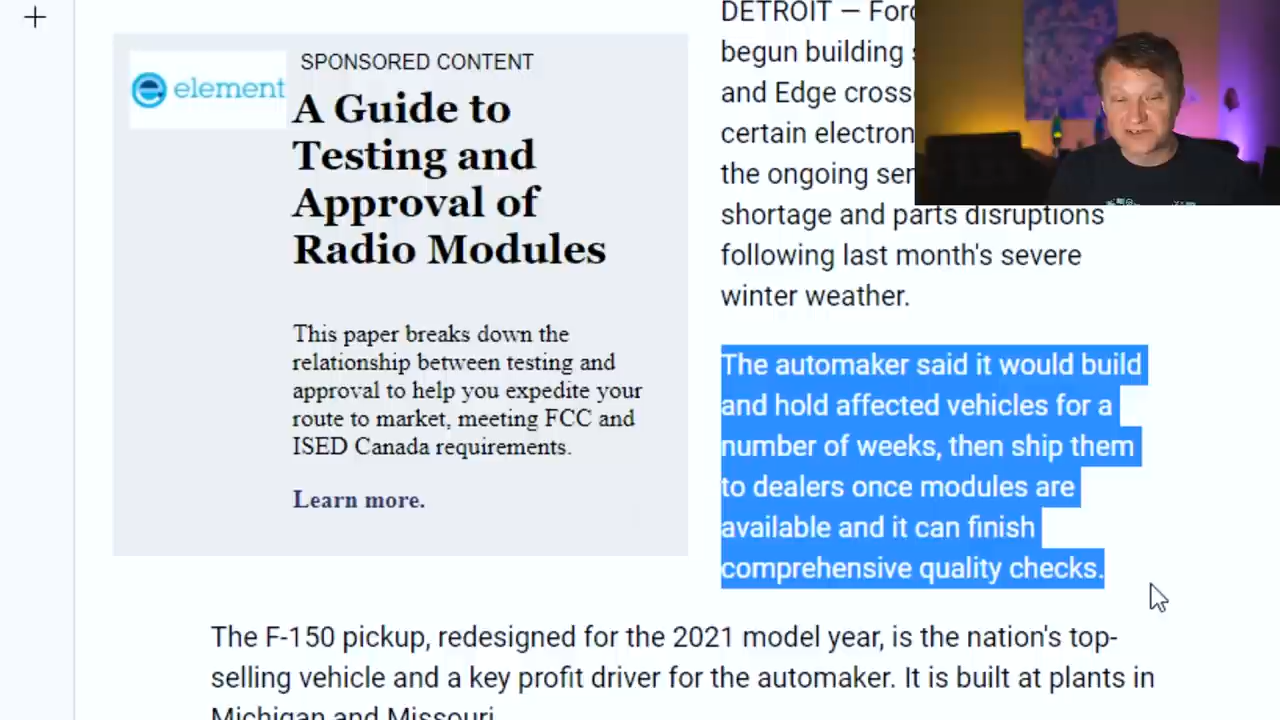 element
SPONSORED CONTENT
A Guide to
Testing and
Approval of
Radio Modules
This paper breaks down the
relationship between testing and
approval to help you expedite your
route to market, meeting FCC and
ISED Canada requirements.
Learn more.
DETROIT —
begun building
and Edge
certain
the ongoing
shortage and parts disruptions
following last month's severe
winter weather.
The automaker said it would build
and hold affected vehicles for a
number of weeks, then ship them
to dealers once modules are
available and it can finish
comprehensive quality checks.
The F-150 pickup, redesigned for the 2021 model year, is the nation's top-
selling vehicle and a key profit driver for the automaker. It is built at plants in
Michigan and Missouri